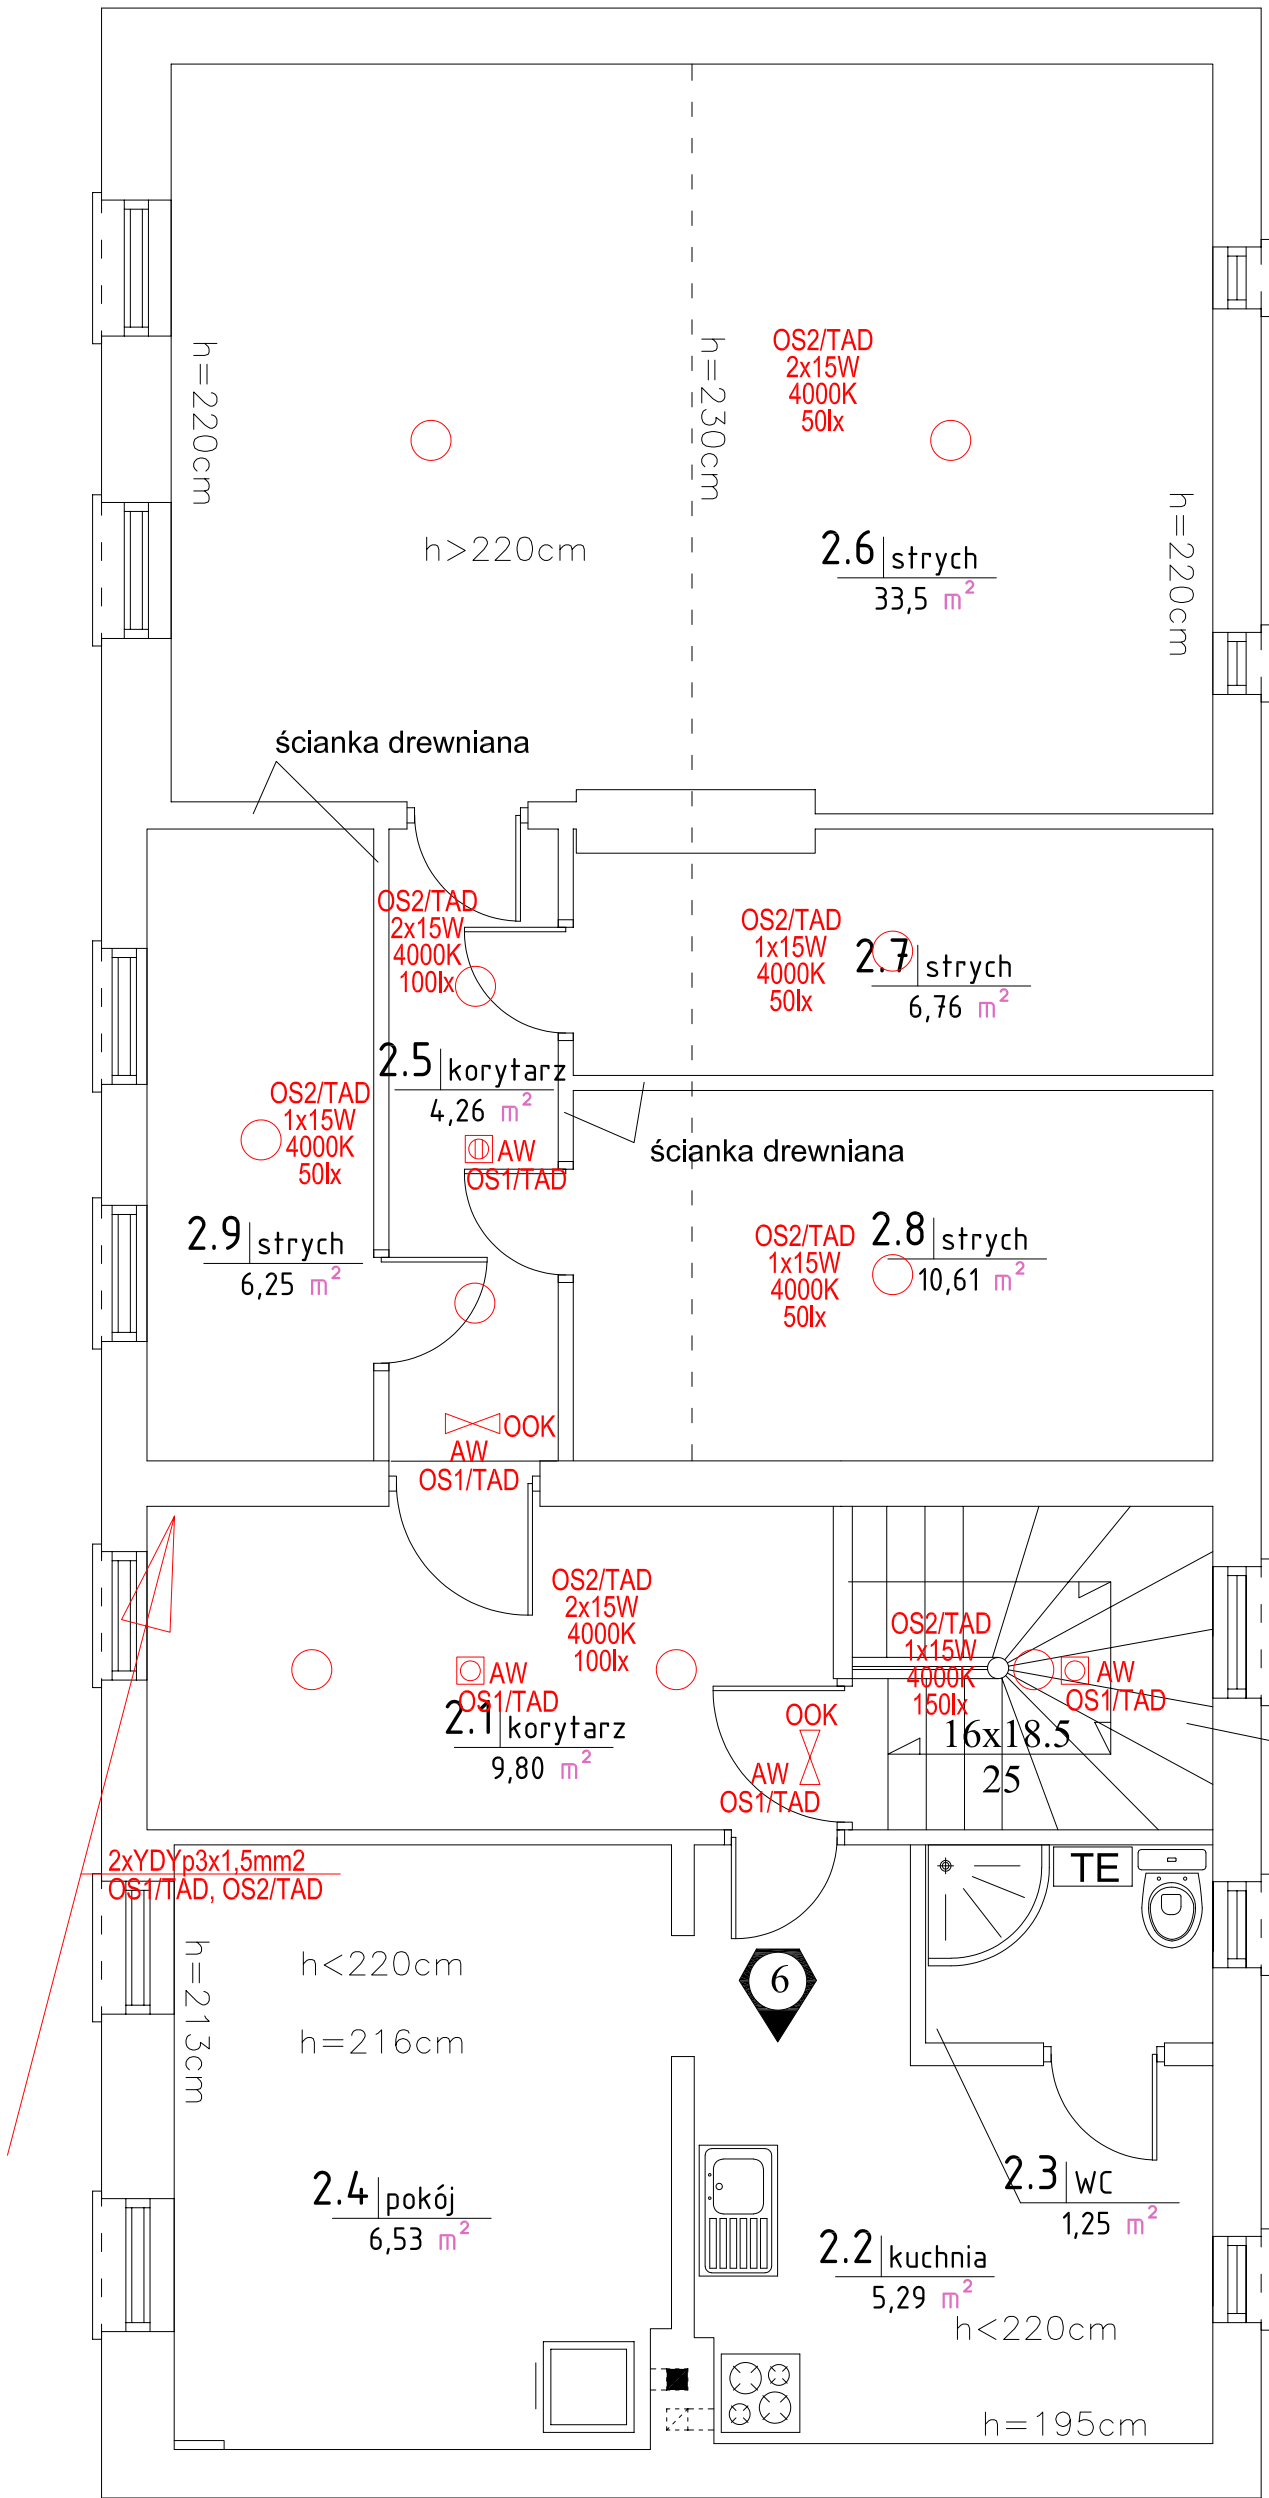 h=220cm
h=230cm
OS2/TAD
2x15W
4000K
50lx
h>220cm
2.6 strych
33,5 m²
h=220cm
ścianka drewniana
OS2/TAD
2x15W
4000K
100lx
OS2/TAD
1x15W
4000K
50lx
2.7 strych
6,76 m²
2.5 korytarz
4,26 m²
OS2/TAD
1x15W
4000K
50lx
AW
OS1/TAD
ścianka drewniana
2.9 strych
6,25 m²
OS2/TAD
1x15W
4000K
50lx
2.8 strych
10,61 m²
OOK
AW
OS1/TAD
OS2/TAD
2x15W
4000K
100lx
OS2/TAD
1x15W
4000K
150lx
AW
OS1/TAD
AW
OS1/TAD
2.1 korytarz
9,80 m²
OOK
AW
OS1/TAD
16x18.5
25
2xYDYp3x1,5mm2
OS1/TAD, OS2/TAD
TE
h<220cm
h=216cm
h=213cm
6
2.4 pokój
6,53 m²
2.3 WC
1,25 m²
2.2 kuchnia
5,29 m²
h<220cm
h=195cm